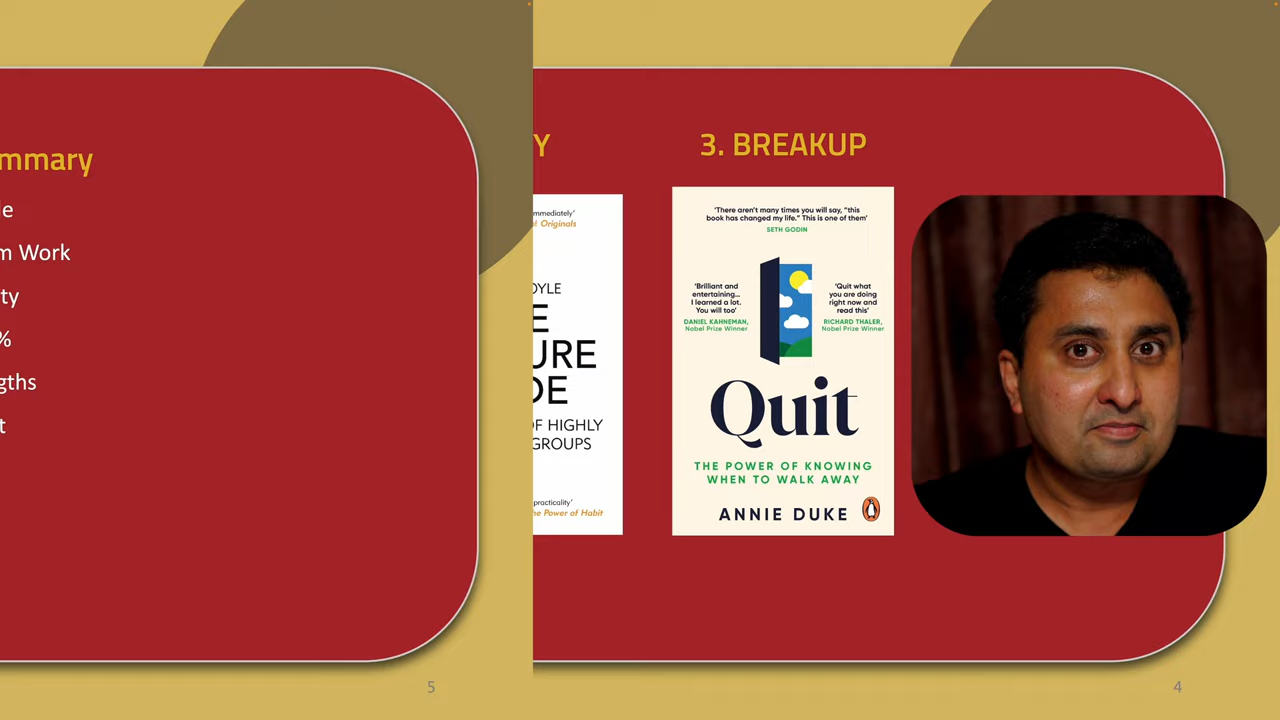 mmary
e
m Work
ty
%
gths
t
5
Y
mmediately'
Originals
OYLE
E
URE
DE
OF HIGHLY
GROUPS
practicality'
he Power of Habit
3. BREAKUP
'There aren't many times you will say, "this
book has changed my life." This is one of them'
SETH GODIN
'Brilliant and
entertaining...
I learned a lot.
You will too'
DANIEL KAHNEMAN,
Nobel Prize Winner
'Quit what
you are doing
right now and
read this'
RICHARD THALER,
Nobel Prize Winner
Quit
THE POWER OF KNOWING
WHEN TO WALK AWAY
ANNIE DUKE
4